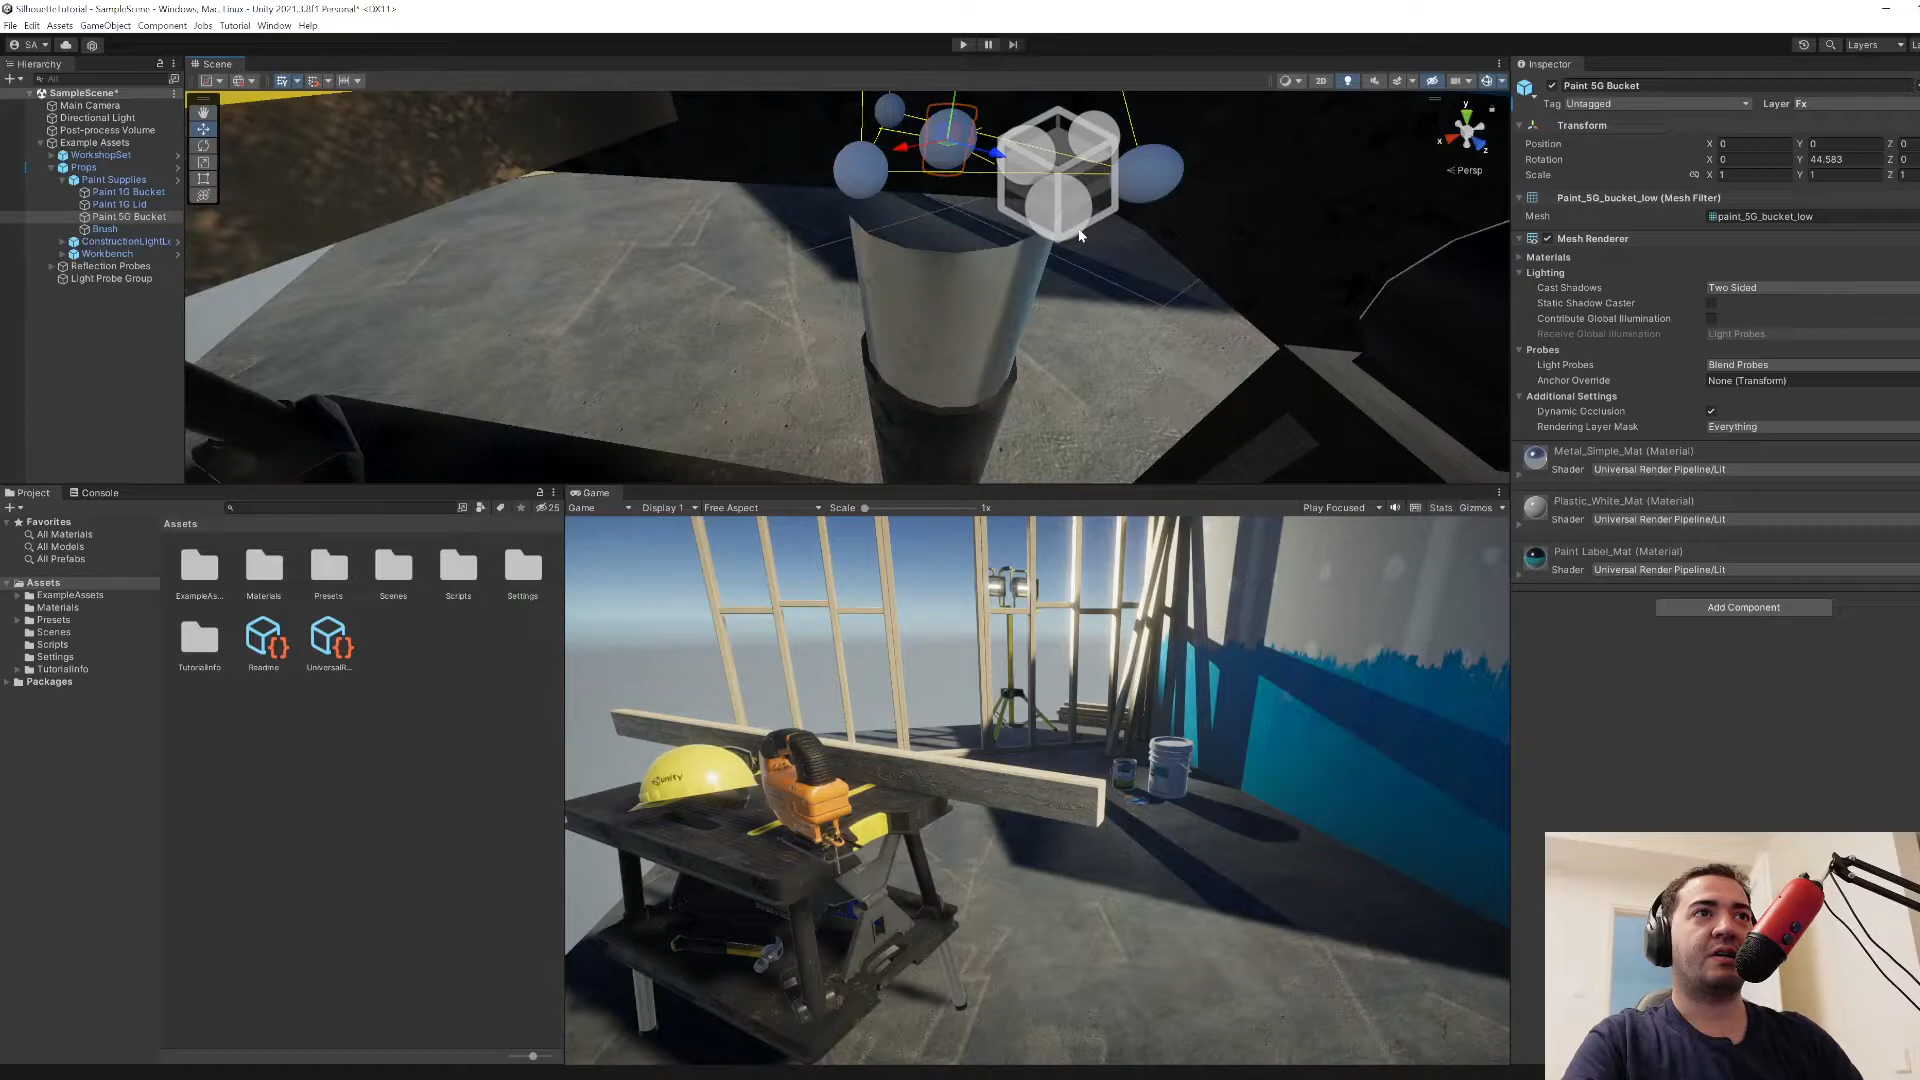 SilhouetteTutorial - SampleScene - Windows, Mac, Linux - Unity 2021.3.8f1 Personal* <DX11>
File Edit Assets GameObject Component Jobs Tutorial Window Help
SA
Layers
Hierarchy
All
SampleScene*
Main Camera
Directional Light
Post-process Volume
Example Assets
WorkshopSet
Props
Paint Supplies
Paint 1G Bucket
Paint 1G Lid
Paint 5G Bucket
Brush
ConstructionLightLo
Workbench
Reflection Probes
Light Probe Group
Scene
2D
y
x
z
Persp
Inspector
Paint 5G Bucket
Tag Untagged Layer Fx
Transform
Position X 0 Y 0 Z 0
Rotation X 0 Y 44.583 Z 0
Scale X 1 Y 1 Z 1
Paint_5G_bucket_low (Mesh Filter)
Mesh paint_5G_bucket_low
Mesh Renderer
Materials
Lighting
Cast Shadows Two Sided
Static Shadow Caster
Contribute Global Illumination
Receive Global Illumination Light Probes
Probes
Light Probes Blend Probes
Anchor Override None (Transform)
Additional Settings
Dynamic Occlusion
Rendering Layer Mask Everything
Metal_Simple_Mat (Material)
Shader Universal Render Pipeline/Lit
Plastic_White_Mat (Material)
Shader Universal Render Pipeline/Lit
Paint Label_Mat (Material)
Shader Universal Render Pipeline/Lit
Add Component
Project Console
25
Favorites
All Materials
All Models
All Prefabs
Assets
ExampleAssets
Materials
Presets
Scenes
Scripts
Settings
TutorialInfo
Packages
Assets
ExampleAs... Materials Presets Scenes Scripts Settings
TutorialInfo Readme UniversalR...
Game
Game Display 1 Free Aspect Scale 1x Play Focused Stats Gizmos
unity